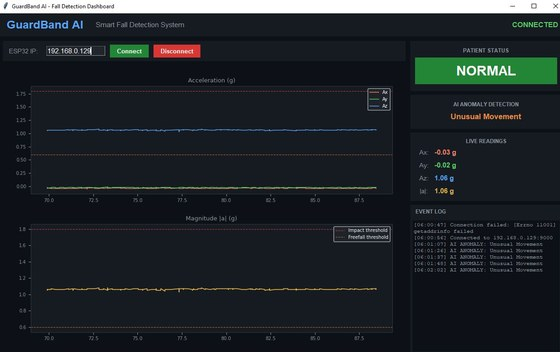 GuardBand AI - Fall Detection Dashboard
GuardBand AI Smart Fall Detection System CONNECTED
ESP32 IP: 192.168.0.129 Connect Disconnect
PATIENT STATUS
NORMAL
AI ANOMALY DETECTION
Unusual Movement
LIVE READINGS
Ax: -0.03 g
Ay: -0.02 g
Az: 1.06 g
|a|: 1.06 g
EVENT LOG
[06:00:47] Connection failed: [Errno 11001]
getaddrinfo failed
[06:00:56] Connected to 192.168.0.129:9000
[06:01:07] AI ANOMALY: Unusual Movement
[06:01:26] AI ANOMALY: Unusual Movement
[06:01:37] AI ANOMALY: Unusual Movement
[06:01:48] AI ANOMALY: Unusual Movement
[06:02:02] AI ANOMALY: Unusual Movement
Acceleration (g)
Ax
Ay
Az
1.75
1.50
1.25
1.00
0.75
0.50
0.25
0.00
70.0 72.5 75.0 77.5 80.0 82.5 85.0 87.5
Magnitude |a| (g)
Impact threshold
Freefall threshold
1.8
1.6
1.4
1.2
1.0
0.8
0.6
70.0 72.5 75.0 77.5 80.0 82.5 85.0 87.5